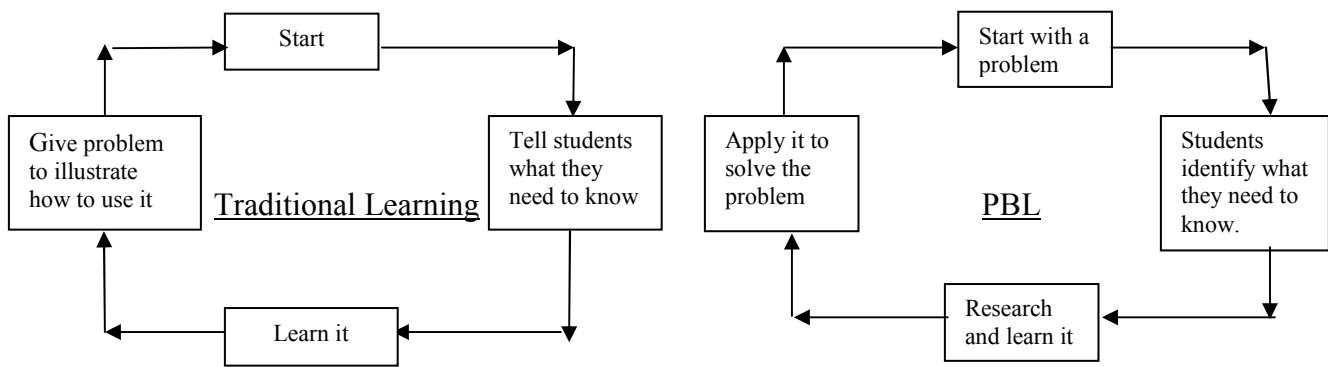 Start
Tell students
what they
need to know
Learn it
Give problem
to illustrate
how to use it
Traditional Learning
Start with a
problem
Students
identify what
they need to
know.
Research
and learn it
Apply it to
solve the
problem
PBL